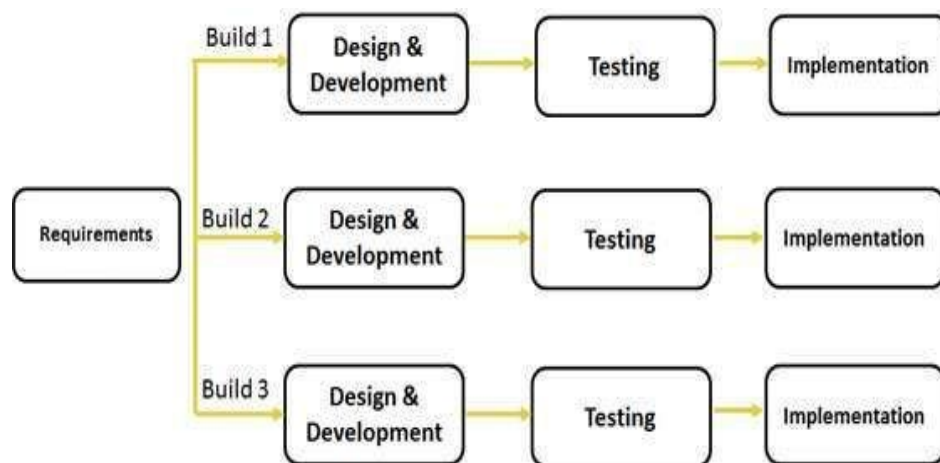 Build 1
Design &
Development
Testing
Implementation
Requirements
Build 2
Design &
Development
Testing
Implementation
Build 3
Design &
Development
Testing
Implementation